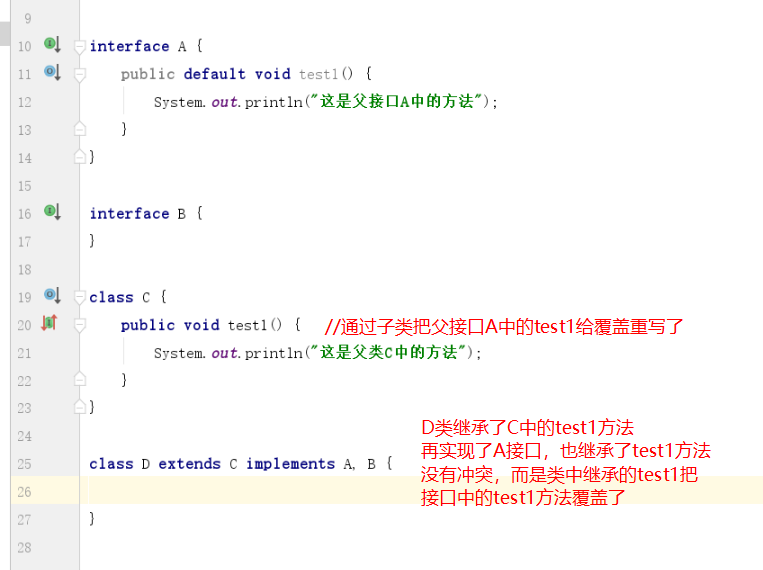 9
10 interface A {
11 public default void test1() {
12 System.out.println("这是父接口A中的方法");
13 }
14 }
15
16 interface B {
17 }
18
19 class C {
20 public void test1() { //通过子类把父接口A中的test1给覆盖重写了
21 System.out.println("这是父类C中的方法");
22 }
23 }
24
D类继承了C中的test1方法
再实现了A接口，也继承了test1方法
25 class D extends C implements A, B {
没有冲突，而是类中继承的test1把
26
接口中的test1方法覆盖了
27 }
28